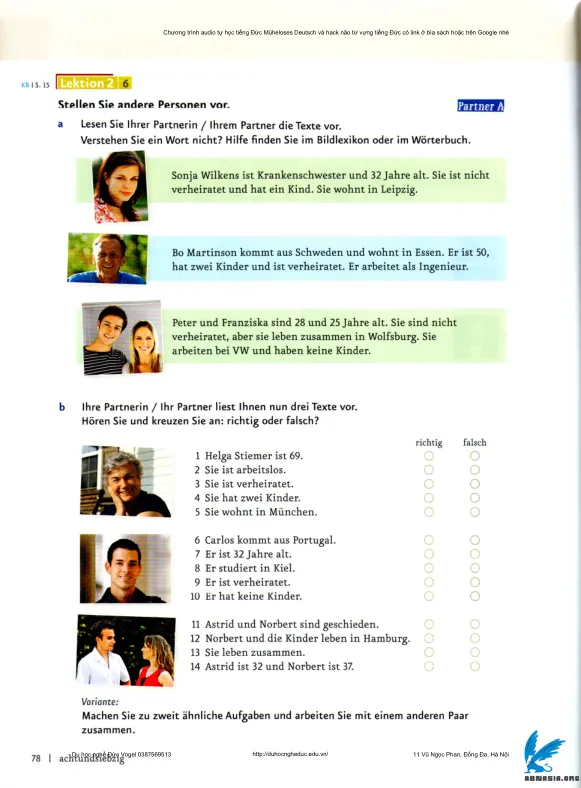 Chương trình audio tự học tiếng Đức Müheloses Deutsch và hack não từ vựng tiếng Đức có link ở bìa sách hoặc trên Google nhé
KB | S. 15 Lektion 2 6
Stellen Sie andere Personen vor. Partner A
a Lesen Sie Ihrer Partnerin / Ihrem Partner die Texte vor.
Verstehen Sie ein Wort nicht? Hilfe finden Sie im Bildlexikon oder im Wörterbuch.
Sonja Wilkens ist Krankenschwester und 32 Jahre alt. Sie ist nicht
verheiratet und hat ein Kind. Sie wohnt in Leipzig.
Bo Martinson kommt aus Schweden und wohnt in Essen. Er ist 50,
hat zwei Kinder und ist verheiratet. Er arbeitet als Ingenieur.
Peter und Franziska sind 28 und 25 Jahre alt. Sie sind nicht
verheiratet, aber sie leben zusammen in Wolfsburg. Sie
arbeiten bei VW und haben keine Kinder.
b Ihre Partnerin / Ihr Partner liest Ihnen nun drei Texte vor.
Hören Sie und kreuzen Sie an: richtig oder falsch?
richtig falsch
1 Helga Stiemer ist 69.
2 Sie ist arbeitslos.
3 Sie ist verheiratet.
4 Sie hat zwei Kinder.
5 Sie wohnt in München.
6 Carlos kommt aus Portugal.
7 Er ist 32 Jahre alt.
8 Er studiert in Kiel.
9 Er ist verheiratet.
10 Er hat keine Kinder.
11 Astrid und Norbert sind geschieden.
12 Norbert und die Kinder leben in Hamburg.
13 Sie leben zusammen.
14 Astrid ist 32 und Norbert ist 37.
Variante:
Machen Sie zu zweit ähnliche Aufgaben und arbeiten Sie mit einem anderen Paar
zusammen.
78 | achtundsiebzig
Du học nghề Đức Vogel 0387569513 http://duhocngheduc.edu.vn/ 11 Vũ Ngọc Phan, Đống Đa, Hà Nội
ABMASIA.ORG